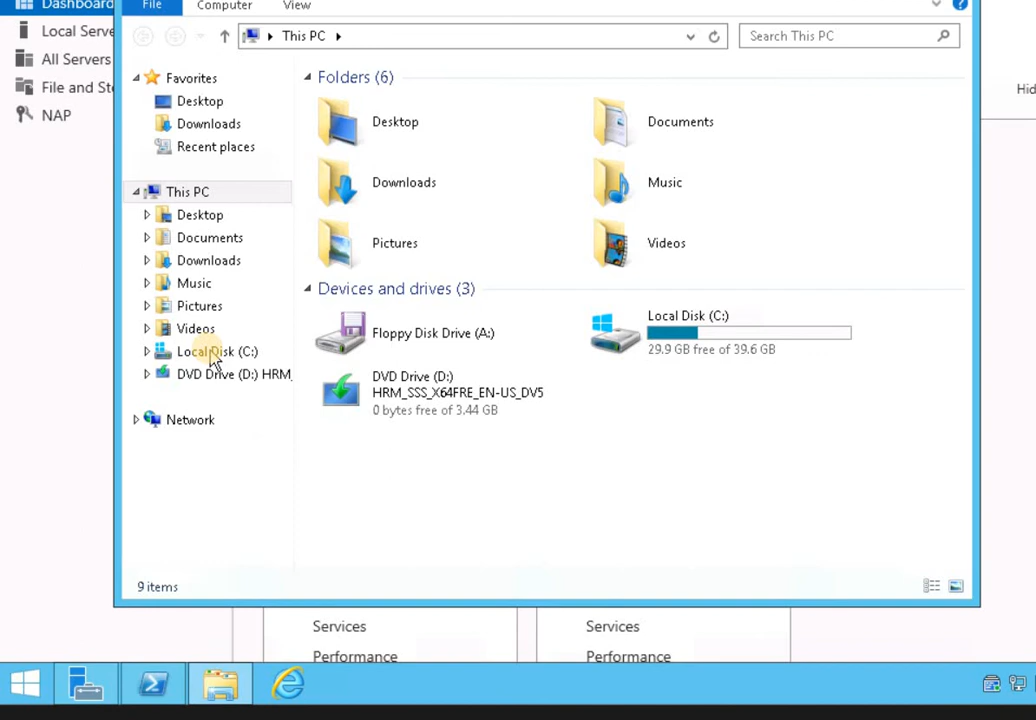 Dashboard
File
Computer
View
Local Serve
All Servers
File and Sto
NAP
Hid
This PC
Search This PC
Favorites
Desktop
Downloads
Recent places
This PC
Desktop
Documents
Downloads
Music
Pictures
Videos
Local Disk (C:)
DVD Drive (D:) HRM_
Network
Folders (6)
Desktop
Documents
Downloads
Music
Pictures
Videos
Devices and drives (3)
Floppy Disk Drive (A:)
Local Disk (C:)
29.9 GB free of 39.6 GB
DVD Drive (D:)
HRM_SSS_X64FRE_EN-US_DV5
0 bytes free of 3.44 GB
9 items
Services
Performance
Services
Performance